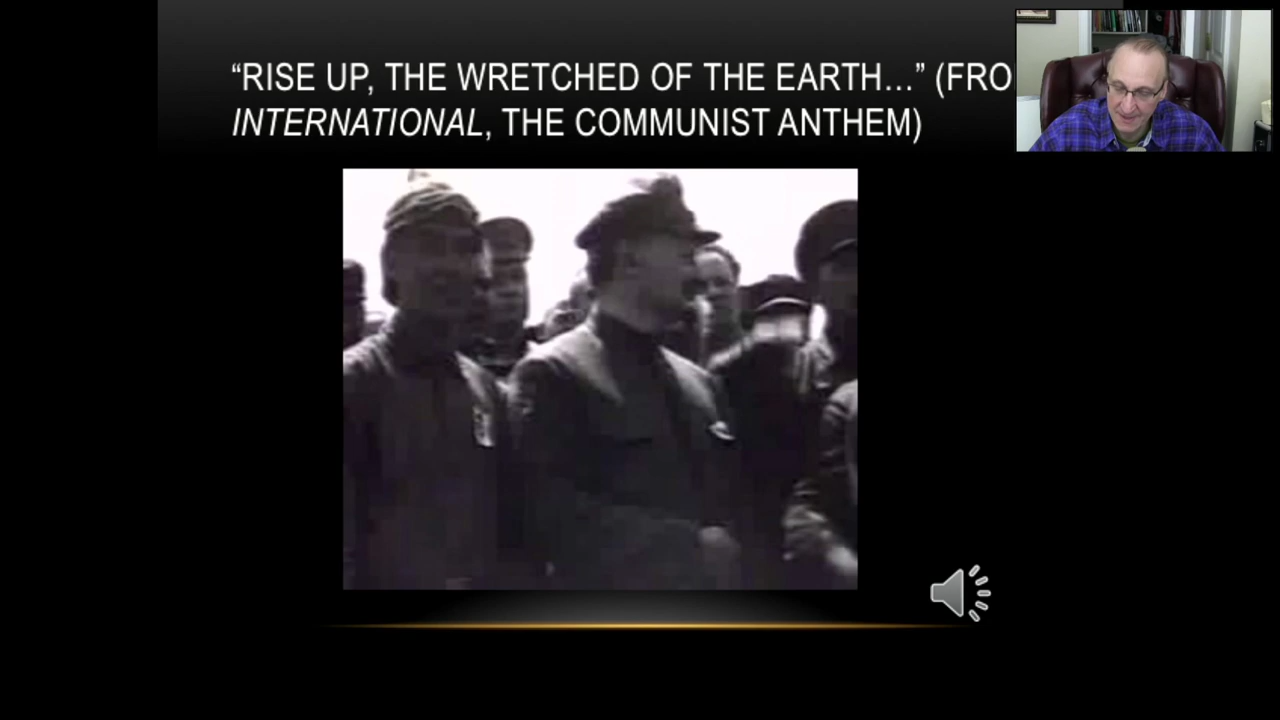 “RISE UP, THE WRETCHED OF THE EARTH…” (FRO
INTERNATIONAL, THE COMMUNIST ANTHEM)